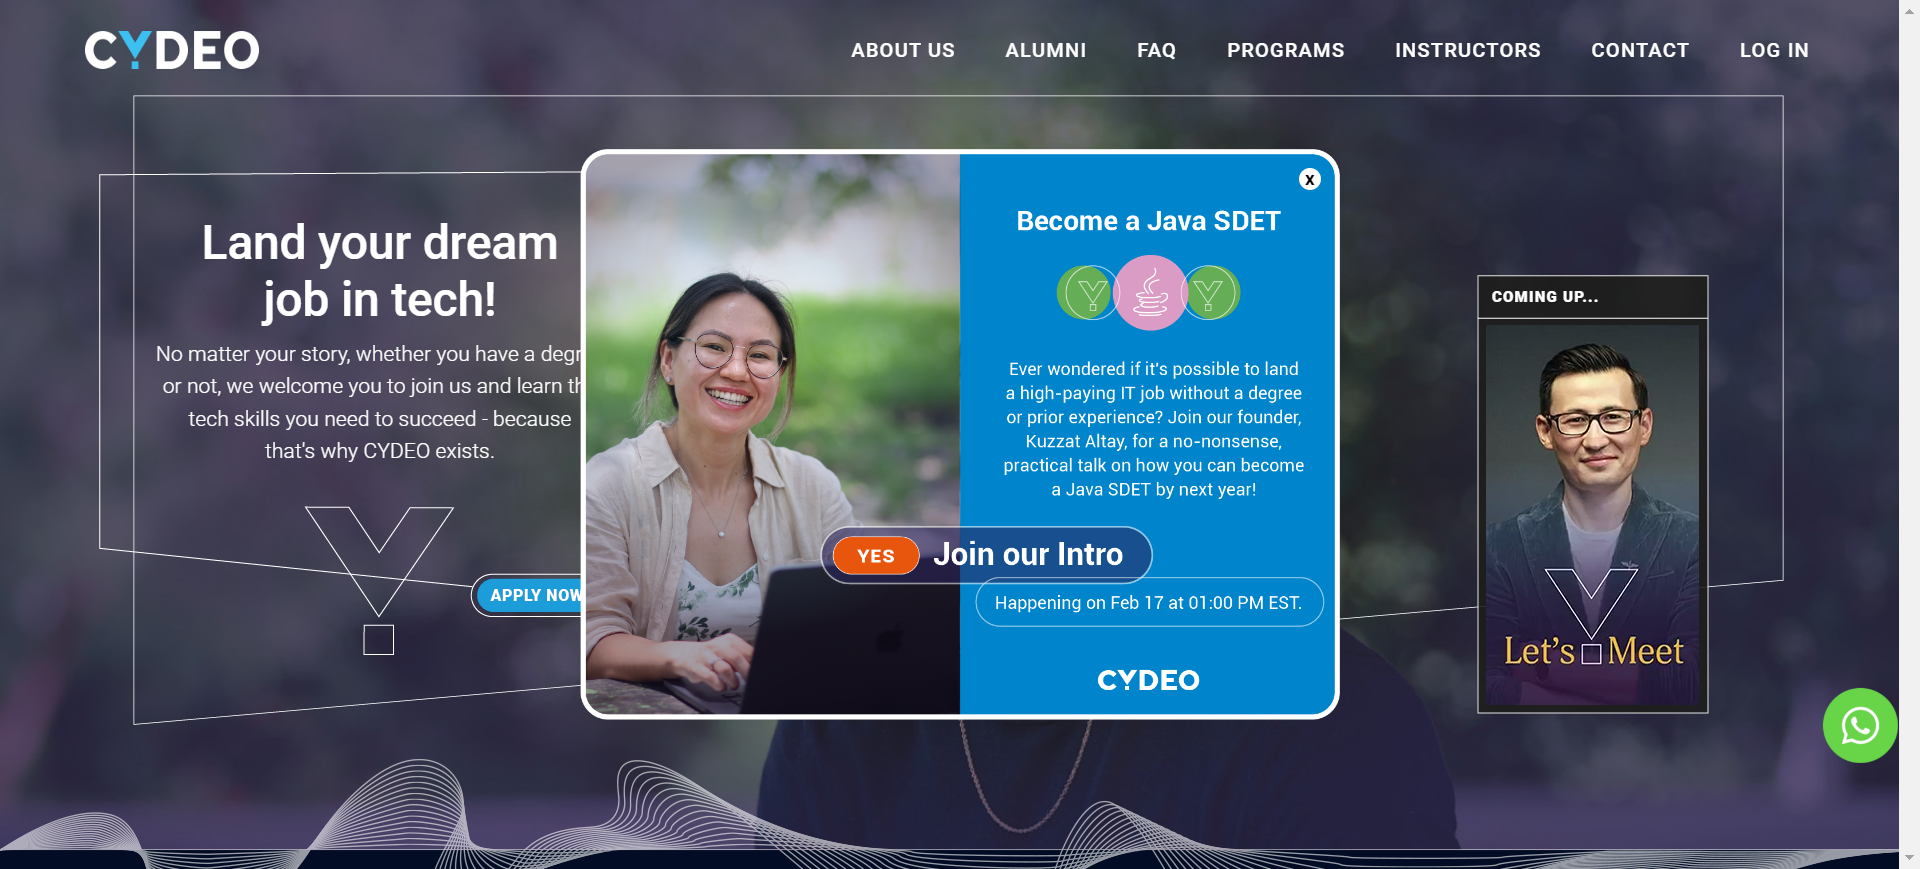 CYDEO
ABOUT US
ALUMNI
FAQ
PROGRAMS
INSTRUCTORS
CONTACT
LOG IN
Land your dream
job in tech!
No matter your story, whether you have a degr
or not, we welcome you to join us and learn th
tech skills you need to succeed - because
that's why CYDEO exists.
APPLY NOW
X
Become a Java SDET
Ever wondered if it's possible to land
a high-paying IT job without a degree
or prior experience? Join our founder,
Kuzzat Altay, for a no-nonsense,
practical talk on how you can become
a Java SDET by next year!
YES Join our Intro
Happening on Feb 17 at 01:00 PM EST.
CYDEO
COMING UP...
Let's Meet